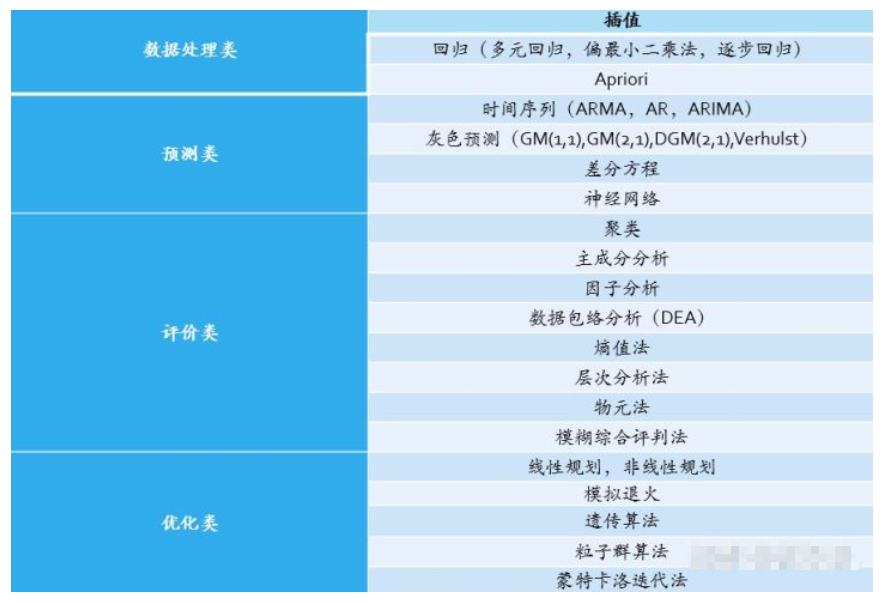 数据处理类
插值
回归（多元回归，偏最小二乘法，逐步回归）
Apriori
预测类
时间序列（ARMA，AR，ARIMA）
灰色预测（GM(1,1),GM(2,1),DGM(2,1),Verhulst）
差分方程
神经网络
评价类
聚类
主成分分析
因子分析
数据包络分析（DEA）
熵值法
层次分析法
物元法
模糊综合评判法
优化类
线性规划，非线性规划
模拟退火
遗传算法
粒子群算法
蒙特卡洛迭代法